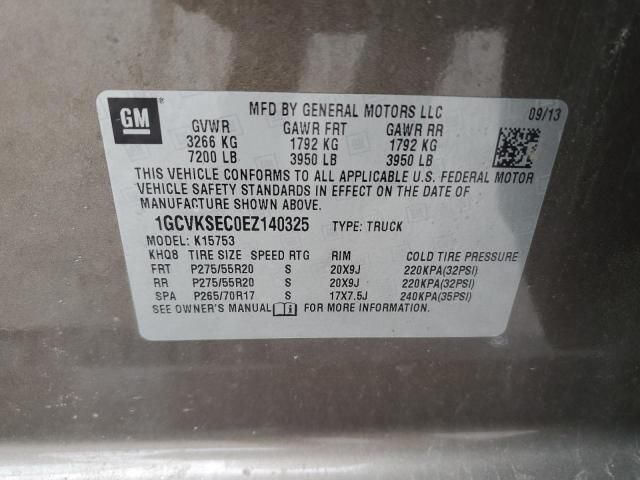 GM
MFD BY GENERAL MOTORS LLC 09/13
GVWR GAWR FRT GAWR RR
3266 KG 1792 KG 1792 KG
7200 LB 3950 LB 3950 LB
THIS VEHICLE CONFORMS TO ALL APPLICABLE U.S. FEDERAL MOTOR
VEHICLE SAFETY STANDARDS IN EFFECT ON THE DATE OF
MANUFACTURE SHOWN ABOVE.
1GCVKSEC0EZ140325 TYPE: TRUCK
MODEL: K15753
KHQ8 TIRE SIZE SPEED RTG RIM COLD TIRE PRESSURE
FRT P275/55R20 S 20X9J 220KPA(32PSI)
RR P275/55R20 S 20X9J 220KPA(32PSI)
SPA P265/70R17 S 17X7.5J 240KPA(35PSI)
SEE OWNER'S MANUAL FOR MORE INFORMATION.